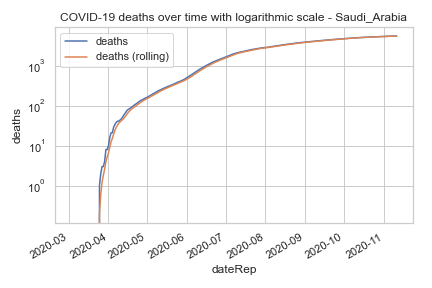 COVID-19 deaths over time with logarithmic scale - Saudi_Arabia
deaths
deaths (rolling)
10³
10²
10¹
10⁰
deaths
2020-03
2020-04
2020-05
2020-06
2020-07
2020-08
2020-09
2020-10
2020-11
dateRep